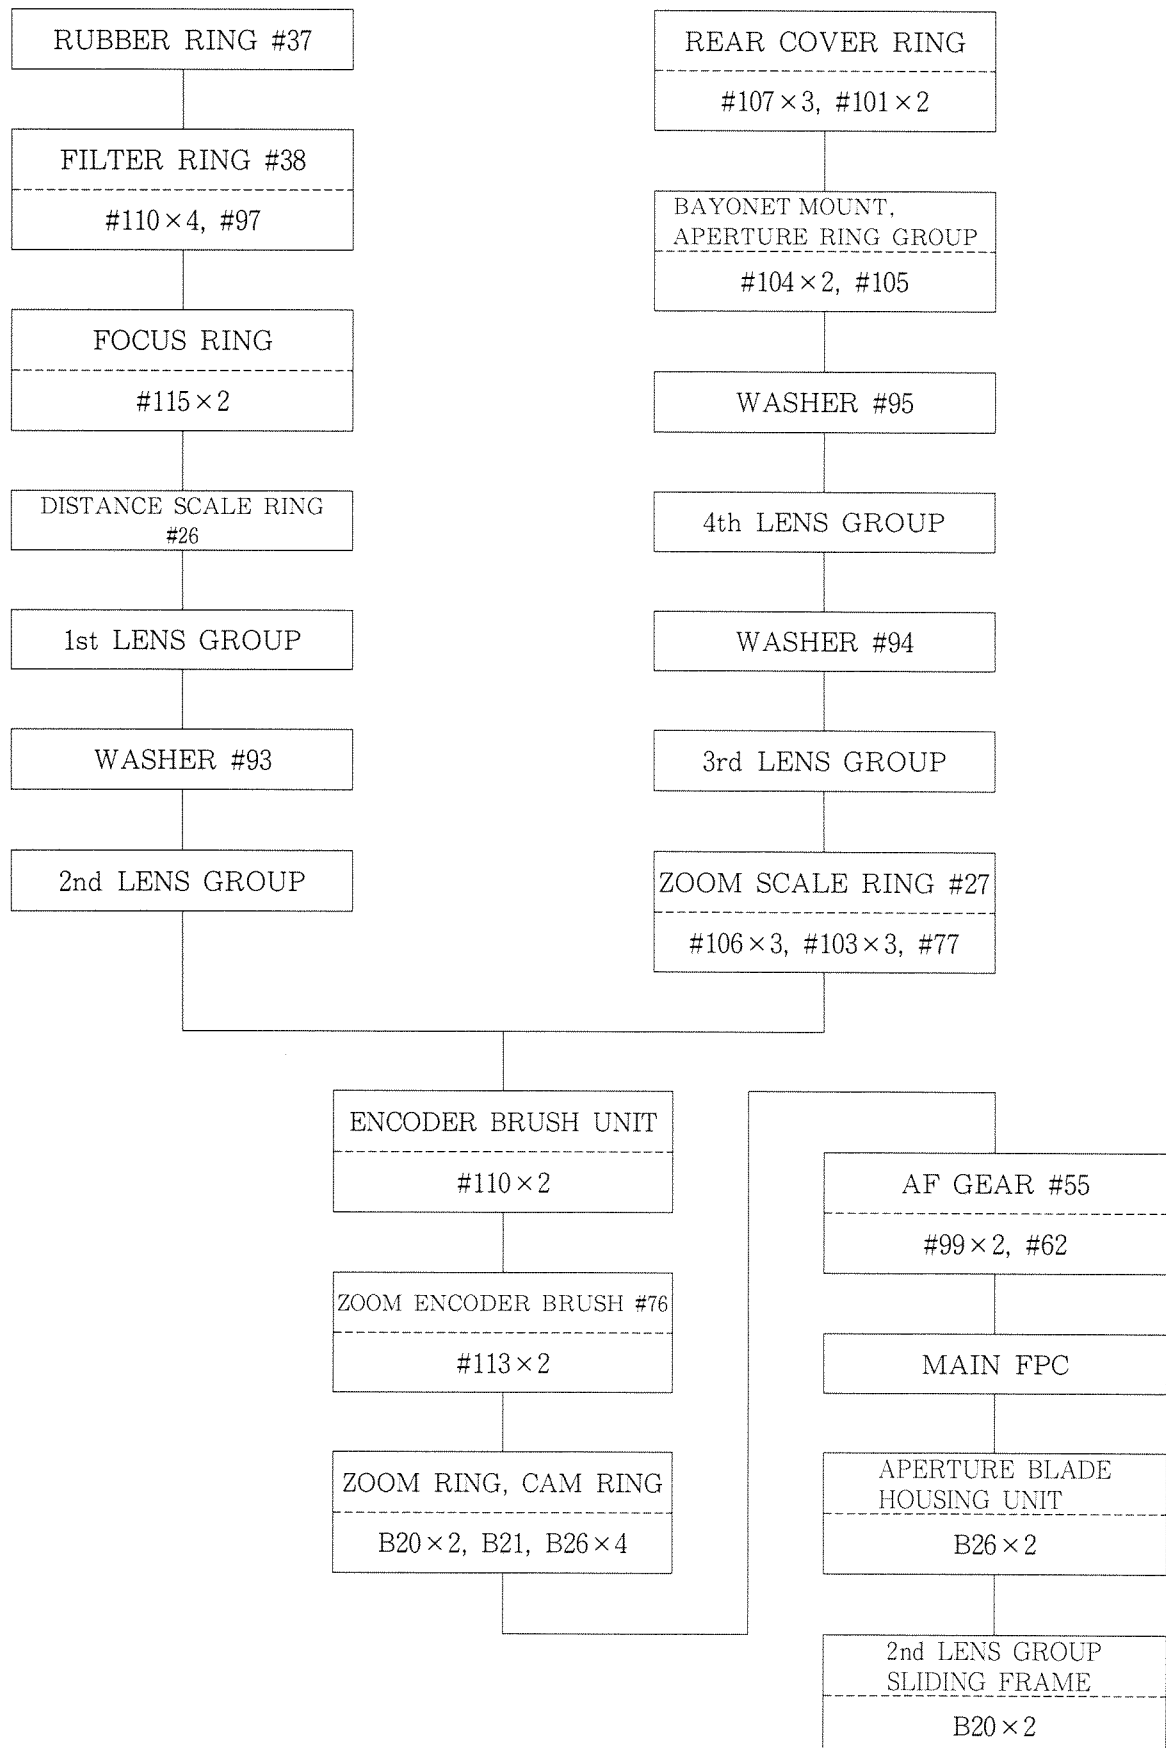 RUBBER RING #37
FILTER RING #38
#110×4, #97
FOCUS RING
#115×2
DISTANCE SCALE RING
#26
1st LENS GROUP
WASHER #93
2nd LENS GROUP
REAR COVER RING
#107×3, #101×2
BAYONET MOUNT,
APERTURE RING GROUP
#104×2, #105
WASHER #95
4th LENS GROUP
WASHER #94
3rd LENS GROUP
ZOOM SCALE RING #27
#106×3, #103×3, #77
ENCODER BRUSH UNIT
#110×2
ZOOM ENCODER BRUSH #76
#113×2
ZOOM RING, CAM RING
B20×2, B21, B26×4
AF GEAR #55
#99×2, #62
MAIN FPC
APERTURE BLADE
HOUSING UNIT
B26×2
2nd LENS GROUP
SLIDING FRAME
B20×2